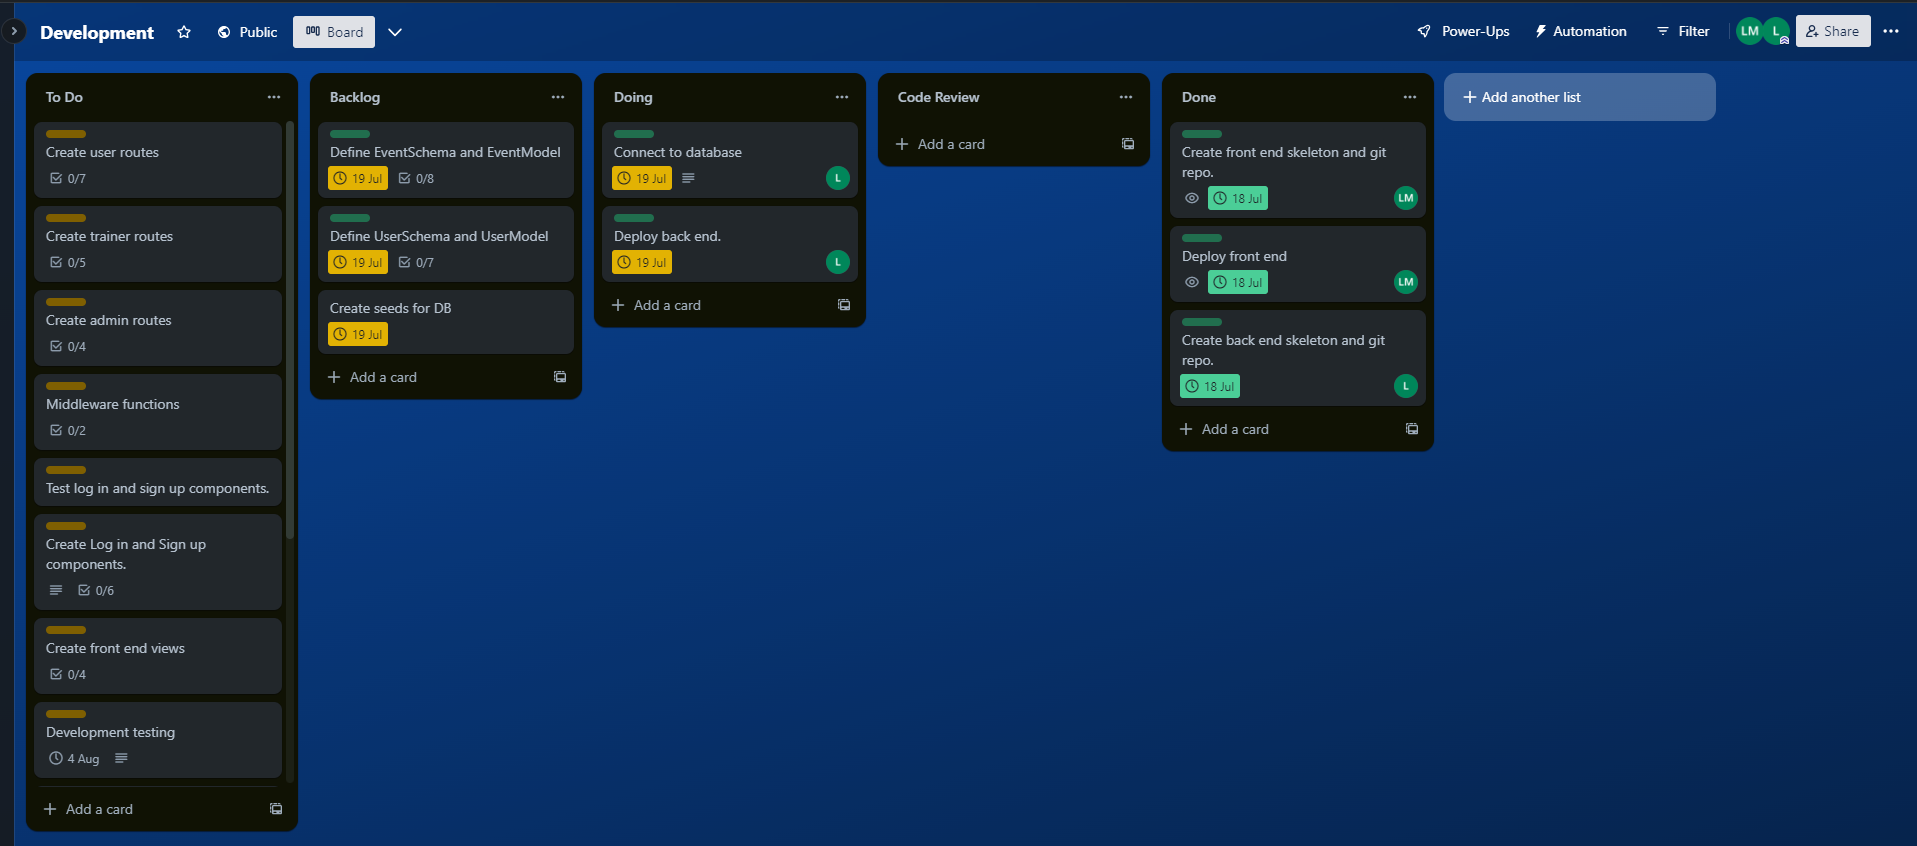 Development
Public
Board
Power-Ups
Automation
Filter
LM
L
Share
To Do
Create user routes
0/7
Create trainer routes
0/5
Create admin routes
0/4
Middleware functions
0/2
Test log in and sign up components.
Create Log in and Sign up
components.
0/6
Create front end views
0/4
Development testing
4 Aug
+ Add a card
Backlog
Define EventSchema and EventModel
19 Jul
0/8
Define UserSchema and UserModel
19 Jul
0/7
Create seeds for DB
19 Jul
+ Add a card
Doing
Connect to database
19 Jul
L
Deploy back end.
19 Jul
L
+ Add a card
Code Review
+ Add a card
Done
Create front end skeleton and git
repo.
18 Jul
LM
Deploy front end
18 Jul
LM
Create back end skeleton and git
repo.
18 Jul
L
+ Add a card
+ Add another list